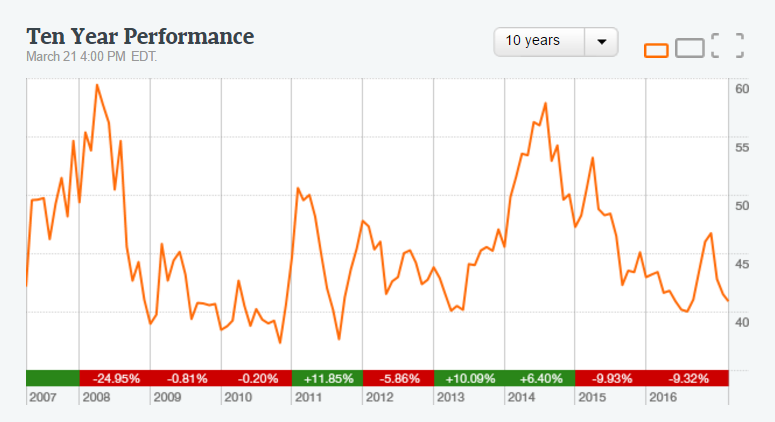 Ten Year Performance
March 21 4:00 PM EDT.
10 years
60
55
50
45
40
-24.95% -0.81% -0.20% +11.85% -5.86% +10.09% +6.40% -9.93% -9.32%
2007 2008 2009 2010 2011 2012 2013 2014 2015 2016